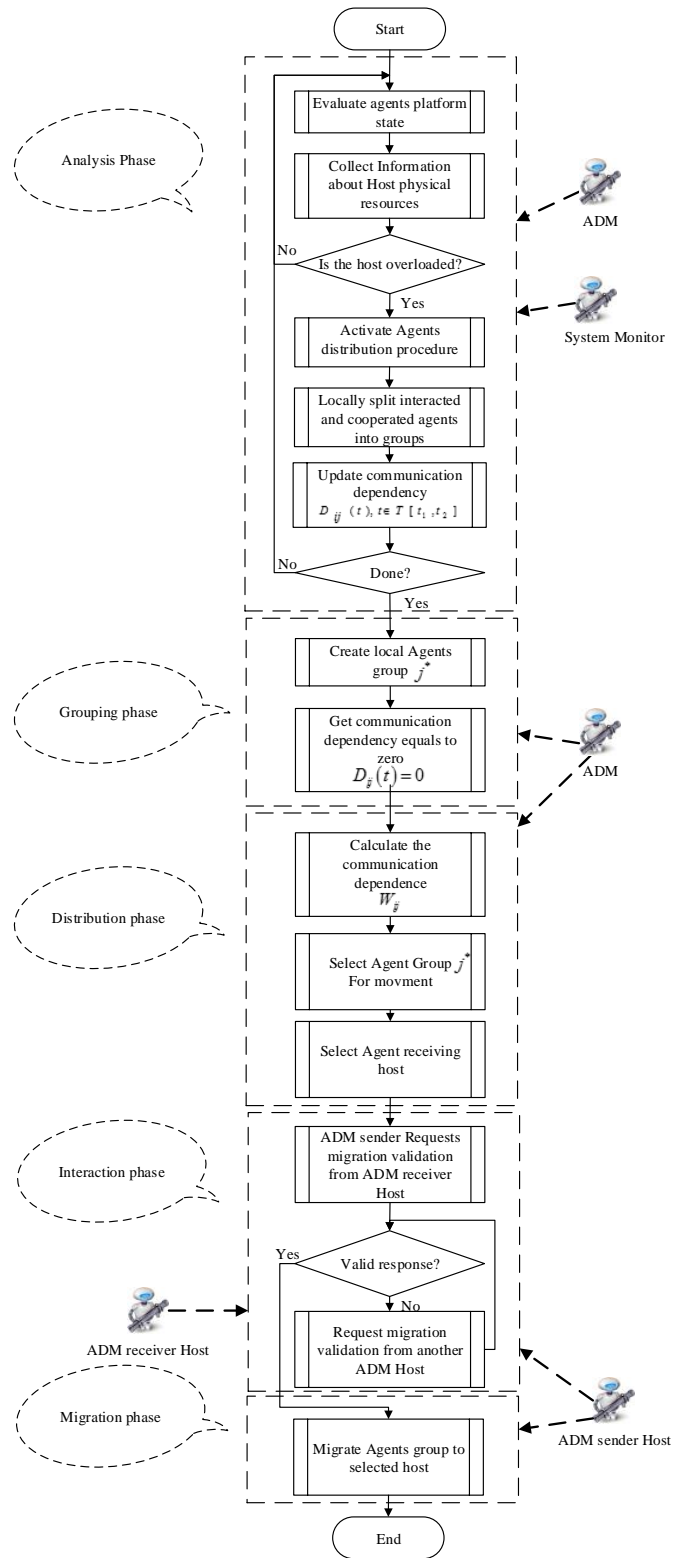 Start
Evaluate agents platform
state
Analysis Phase
Collect Information
about Host physical
resources
ADM
No
Is the host overloaded?
Yes
System Monitor
Activate Agents
distribution procedure
Locally split interacted
and cooperated agents
into groups
Update communication
dependency
D ij (t), t∈ T [t₁, t₂]
No
Done?
Yes
Create local Agents
group j*
Grouping phase
Get communication
dependency equals to
zero
D ij (t) = 0
ADM
Calculate the
communication
dependence
W ij
Distribution phase
Select Agent Group j*
For movment
Select Agent receiving
host
ADM sender Requests
migration validation
from ADM receiver
Host
Interaction phase
Yes
Valid response?
No
Request migration
validation from another
ADM Host
ADM receiver Host
Migration phase
ADM sender Host
Migrate Agents group to
selected host
End